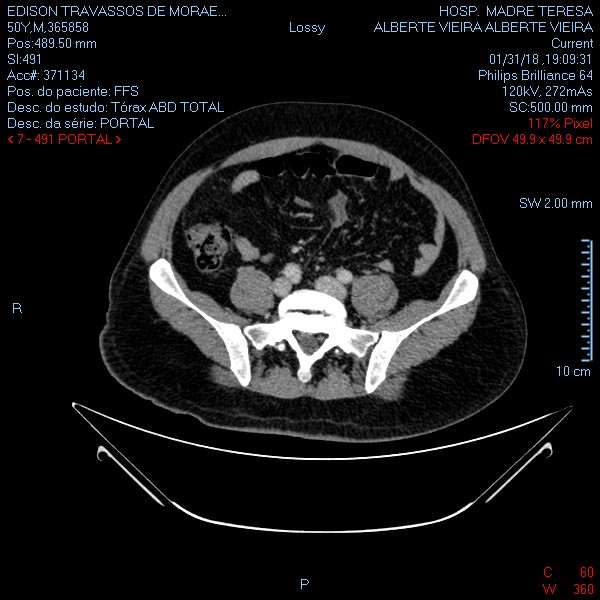 EDISON TRAVASSOS DE MORAE...
50Y,M,365858
Pos:489.50 mm
SI:491
Acc#: 371134
Pos. do paciente: FFS
Desc. do estudo: Tórax ABD TOTAL
Desc. da série: PORTAL
< 7 - 491 PORTAL >
Lossy
HOSP. MADRE TERESA
ALBERTE VIEIRA ALBERTE VIEIRA
Current
01/31/18 ,19:09:31
Philips Brilliance 64
120kV, 272mAs
SC:500.00 mm
117% Pixel
DFOV 49.9 x 49.9 cm
SW 2.00 mm
R
10 cm
P
C 60
W 360